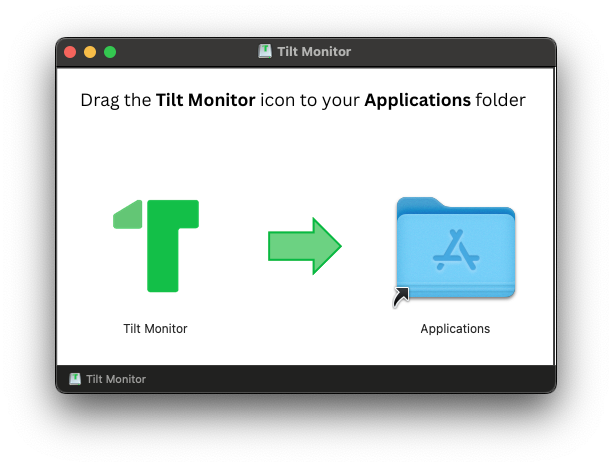 Tilt Monitor
Drag the Tilt Monitor icon to your Applications folder
Tilt Monitor
Applications
Tilt Monitor